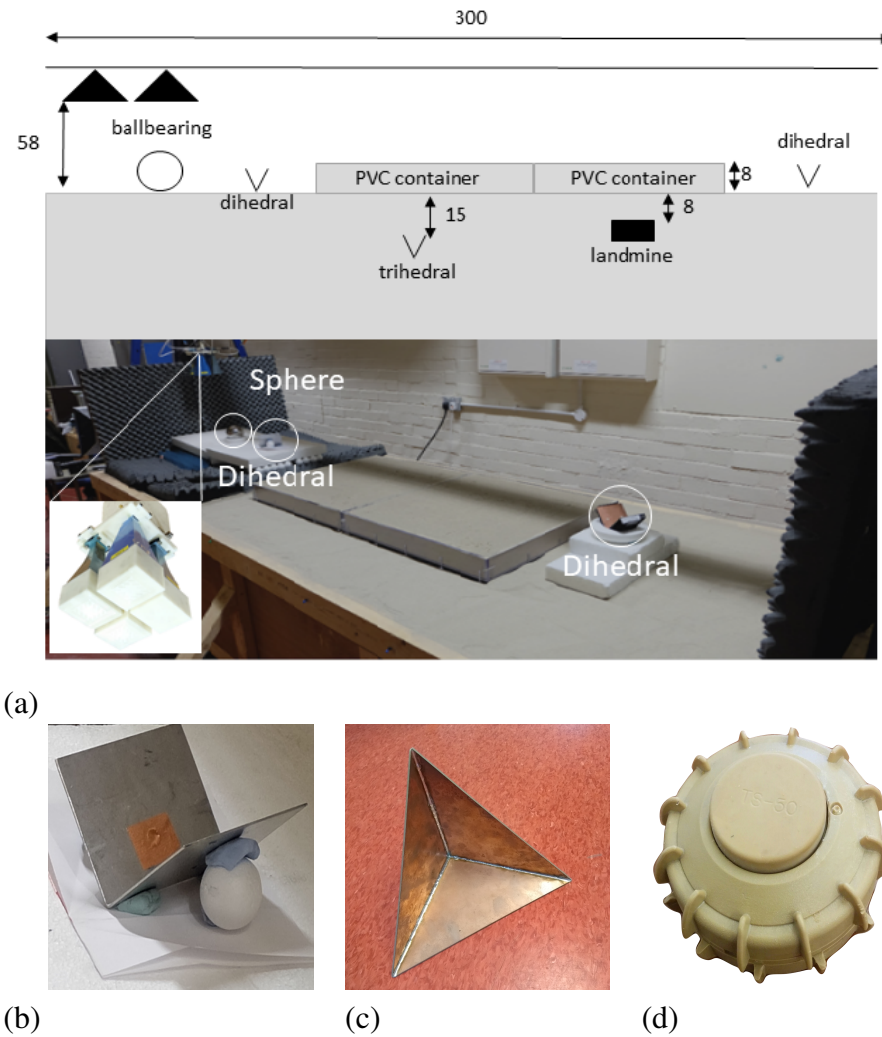 300
58
ballbearing
dihedral
dihedral
PVC container
PVC container
8
15
8
trihedral
landmine
Sphere
Dihedral
Dihedral
(a)
TS-50
(b)
(c)
(d)